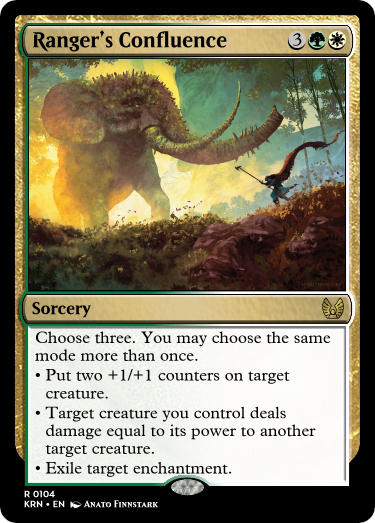 Ranger's Confluence 3
Sorcery
Choose three. You may choose the same
mode more than once.
• Put two +1/+1 counters on target
creature.
• Target creature you control deals
damage equal to its power to another
target creature.
• Exile target enchantment.
R 0104
KRN • EN ANATO FINNSTARK